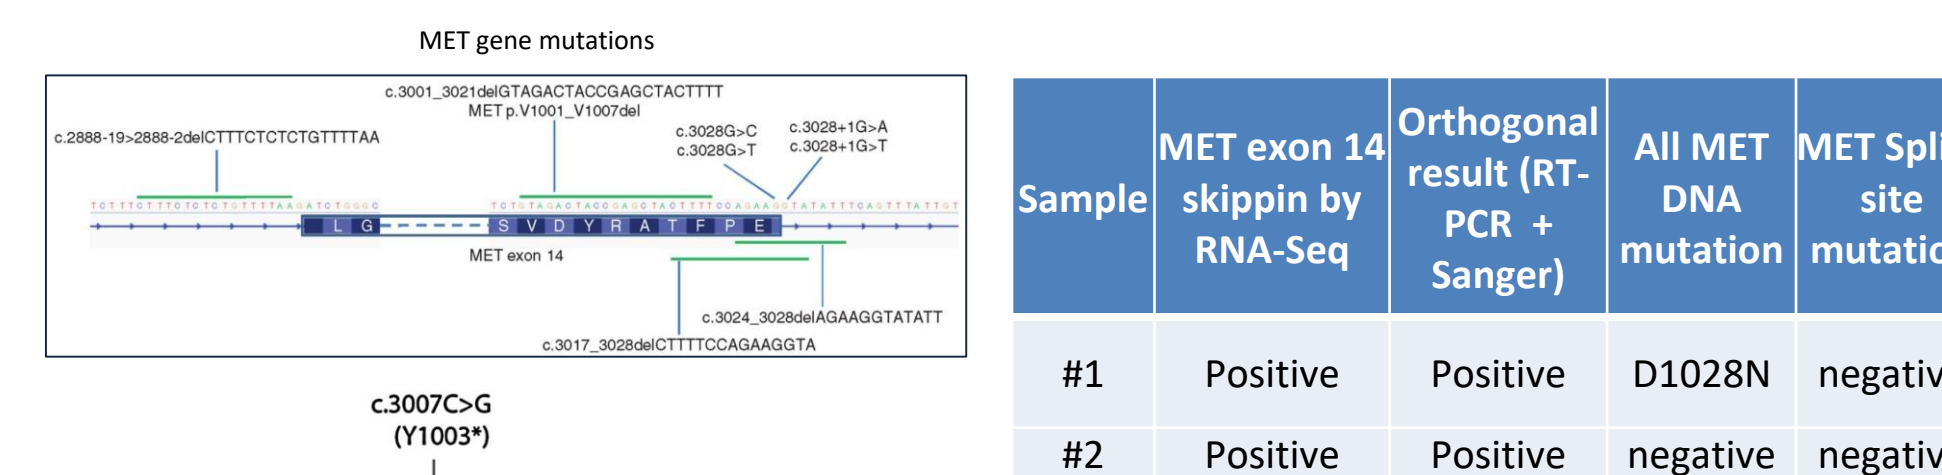 MET gene mutations
c.3001_3021delGTAGACTACCGAGCTACTTTT
MET p.V1001_V1007del
c.2888-19>2888-2delCTTTCTCTCTGTTTTAA
c.3028G>C
c.3028G>T
c.3028+1G>A
c.3028+1G>T
TCTTTCTTTCTCTCTGTTTTAAGATCTGGGC
TCTGTAGACTACCGAGCTACTTTTCCAGAAGGTATATTTCAGTTTATTGT
L G
S V D Y R A T F P E
MET exon 14
c.3024_3028delAGAAGGTATATT
c.3017_3028delCTTTTCCAGAAGGTA
c.3007C>G
(Y1003*)
Sample
MET exon 14
skippin by
RNA-Seq
Orthogonal
result (RT-
PCR +
Sanger)
All MET
DNA
mutation
MET Spli
site
mutatio
#1 Positive Positive D1028N negativ
#2 Positive Positive negative negativ